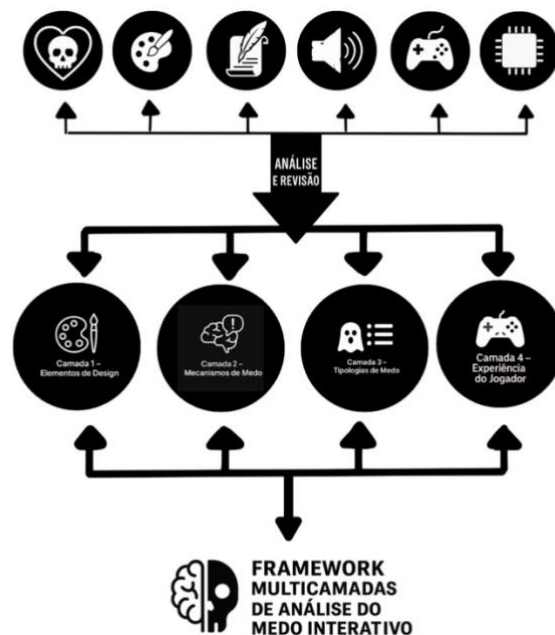 ANÁLISE
E REVISÃO
Camada 1 –
Elementos de Design
Camada 2 –
Mecanismos de Medo
Camada 3 –
Tipologias de Medo
Camada 4 –
Experiência
do Jogador
FRAMEWORK
MULTICAMADAS
DE ANÁLISE DO
MEDO INTERATIVO